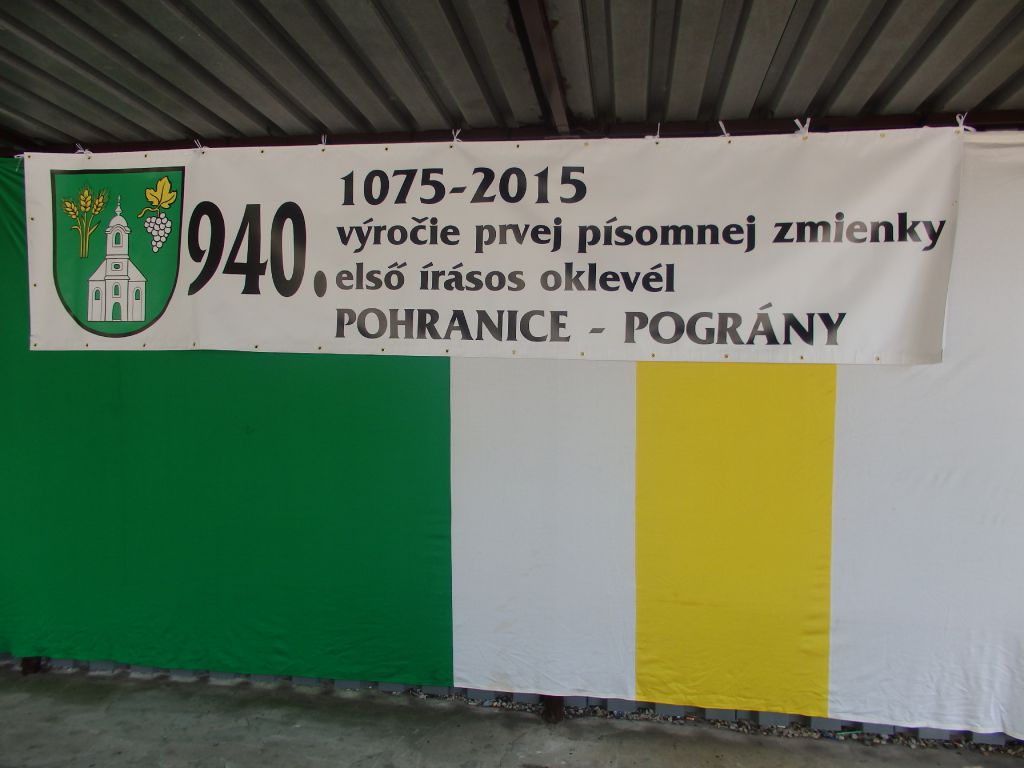 940.
1075-2015
výročie prvej písomnej zmienky
első írásos oklevél
POHRANICE - POGRÁNY